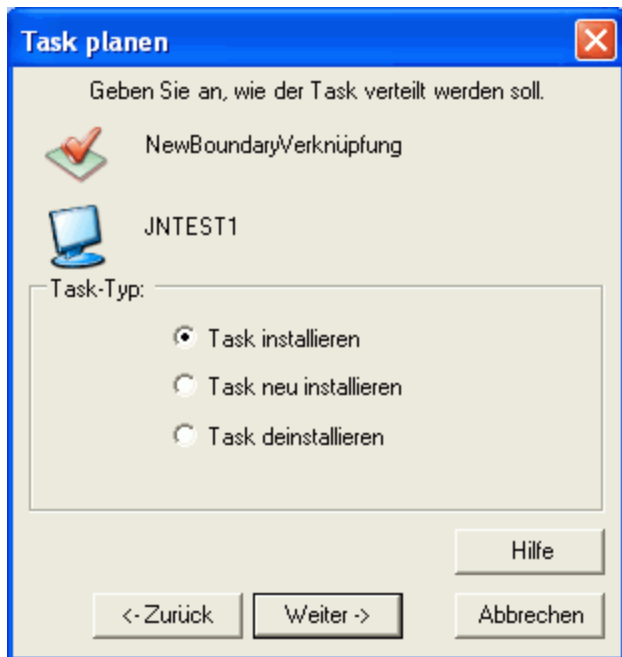 Task planen
Geben Sie an, wie der Task verteilt werden soll.
NewBoundaryVerknüpfung
JNTEST1
Task-Typ:
Task installieren
Task neu installieren
Task deinstallieren
Hilfe
<- Zurück
Weiter ->
Abbrechen